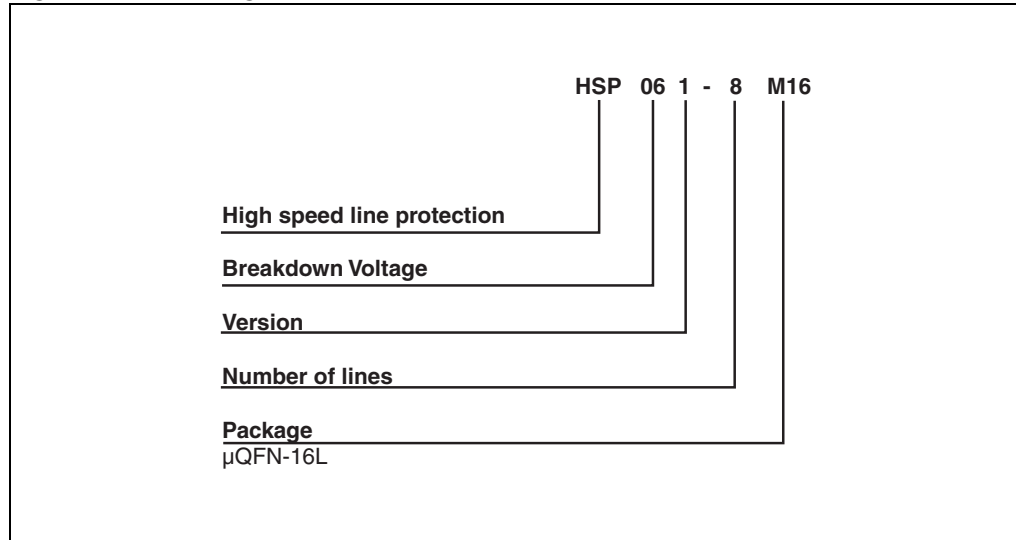 HSP 06 1 - 8 M16
High speed line protection
Breakdown Voltage
Version
Number of lines
Package
µQFN-16L